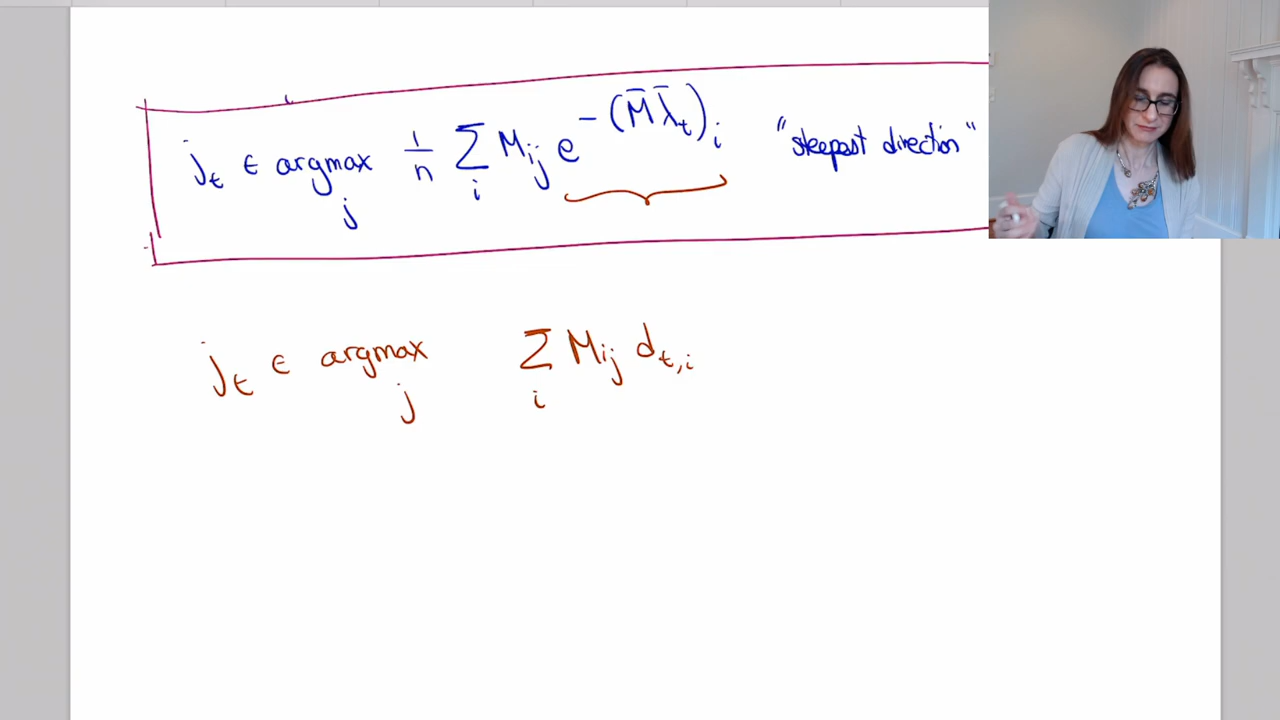 j_t ∈ argmax_j 1/n Σ_i M_ij e^{-(M̄ λ̄_t)_i} "steepest direction"
j_t ∈ argmax_j Σ_i M_ij d_{t,i}